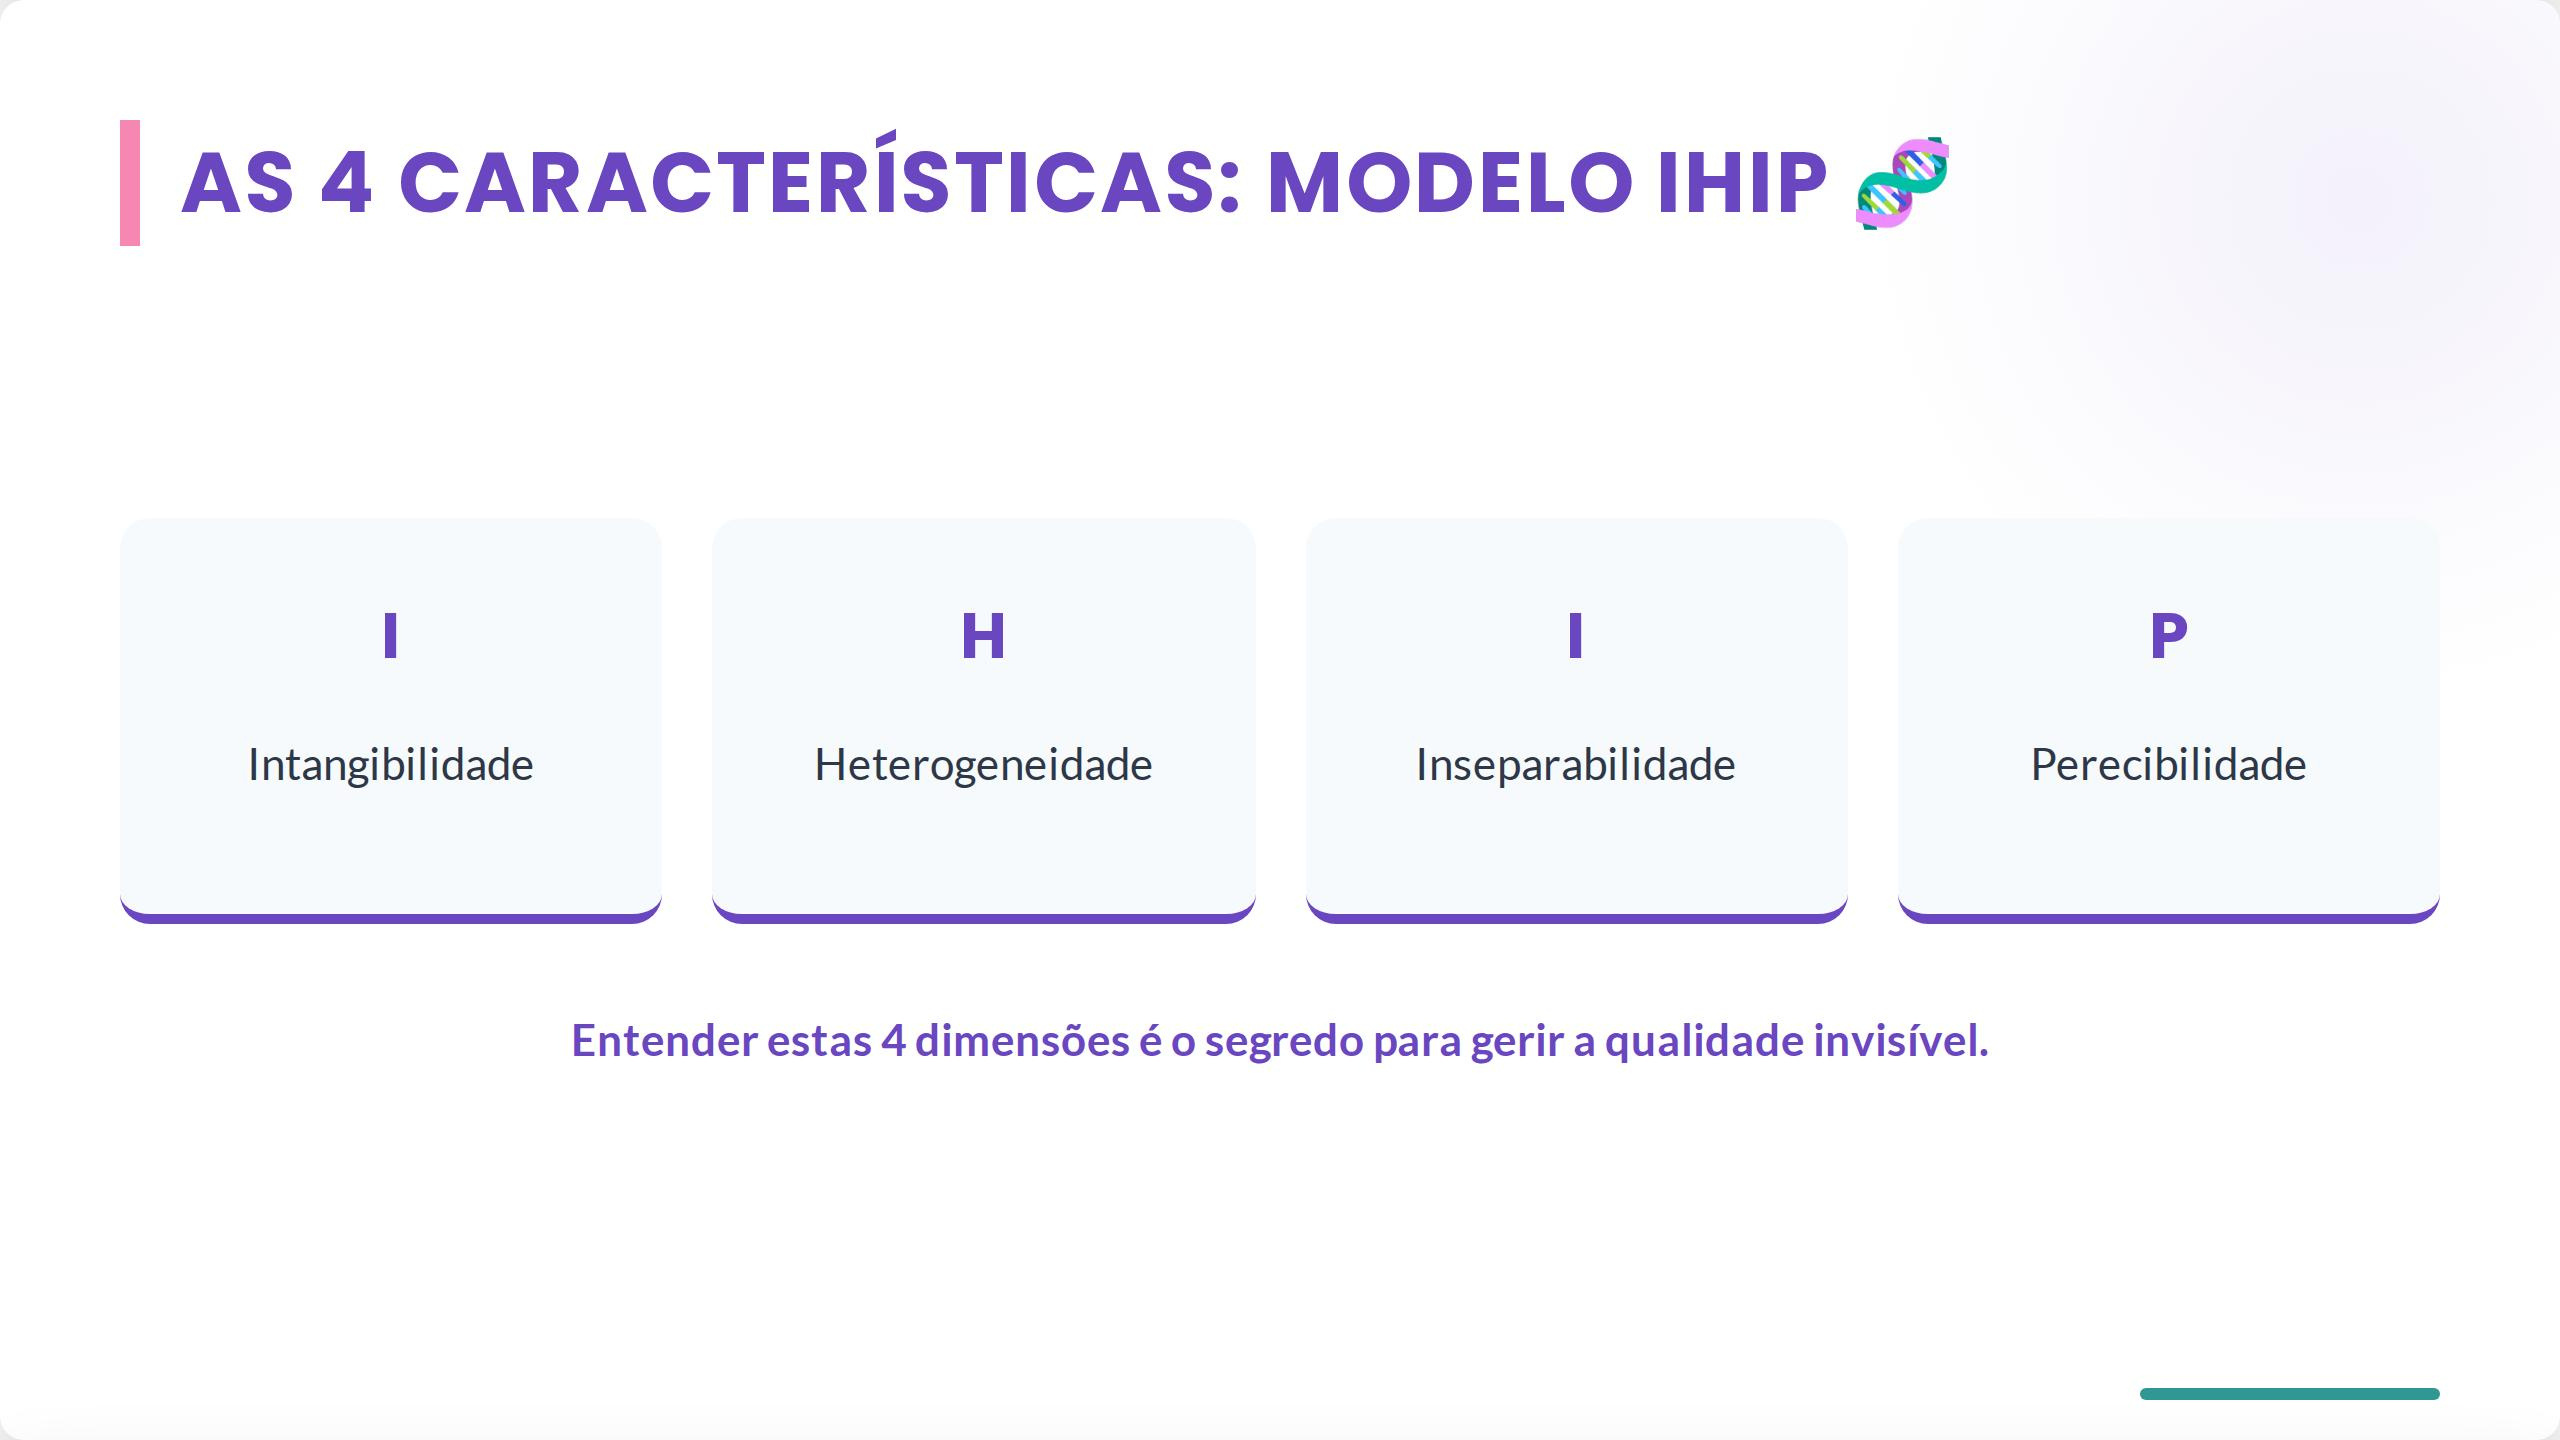 AS 4 CARACTERÍSTICAS: MODELO IHIP 🧬
I
Intangibilidade
H
Heterogeneidade
I
Inseparabilidade
P
Perecibilidade
Entender estas 4 dimensões é o segredo para gerir a qualidade invisível.